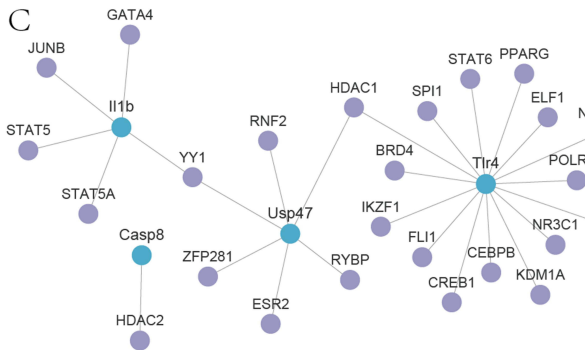 C
GATA4
JUNB
Il1b
STAT5
STAT5A
YY1
Casp8
HDAC2
RNF2
HDAC1
Usp47
ZFP281
ESR2
RYBP
STAT6
PPARG
SPI1
ELF1
N
BRD4
Tlr4
POLR
IKZF1
FLI1
NR3C1
CEBPB
KDM1A
CREB1